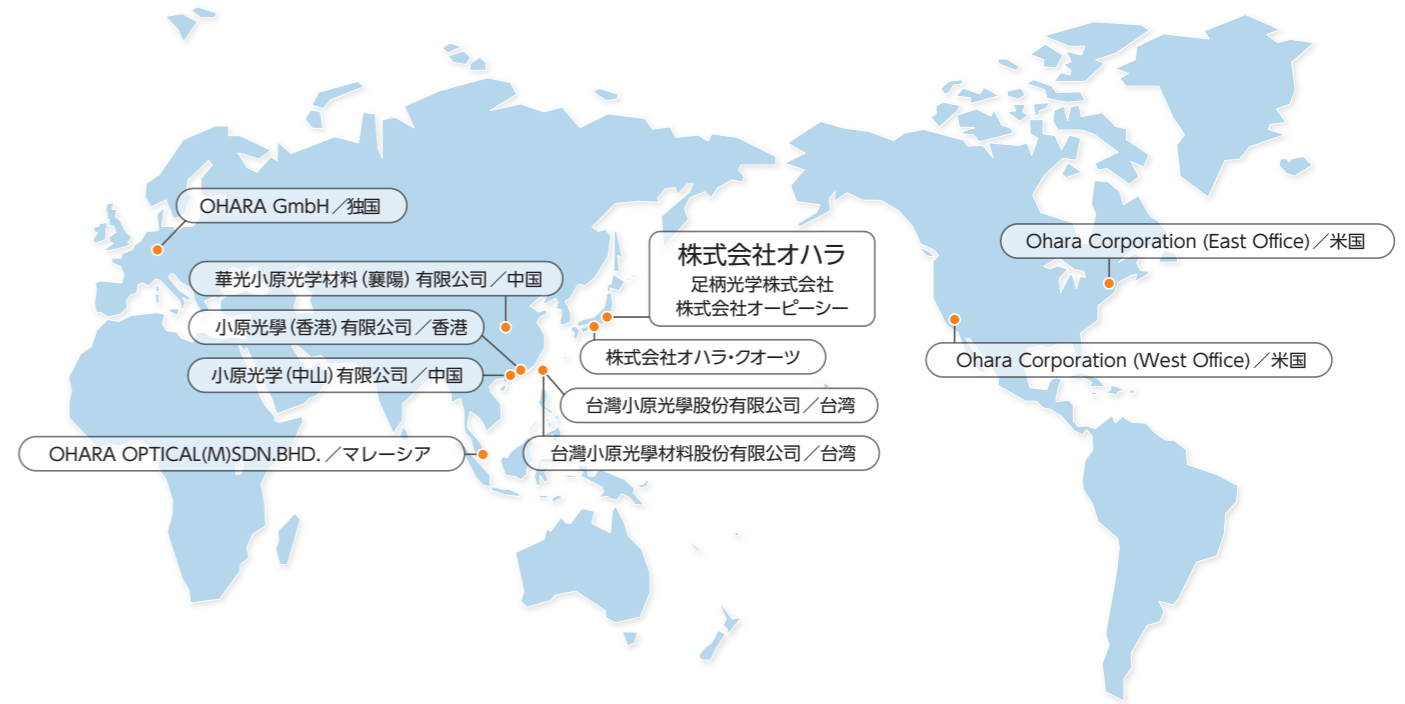 OHARA GmbH／独国
華光小原光学材料（襄陽）有限公司／中国
小原光學（香港）有限公司／香港
小原光学（中山）有限公司／中国
OHARA OPTICAL(M)SDN.BHD.／マレーシア
株式会社オハラ
足柄光学株式会社
株式会社オーピーシー
株式会社オハラ・クオーツ
台灣小原光學股份有限公司／台湾
台灣小原光學材料股份有限公司／台湾
Ohara Corporation (East Office)／米国
Ohara Corporation (West Office)／米国